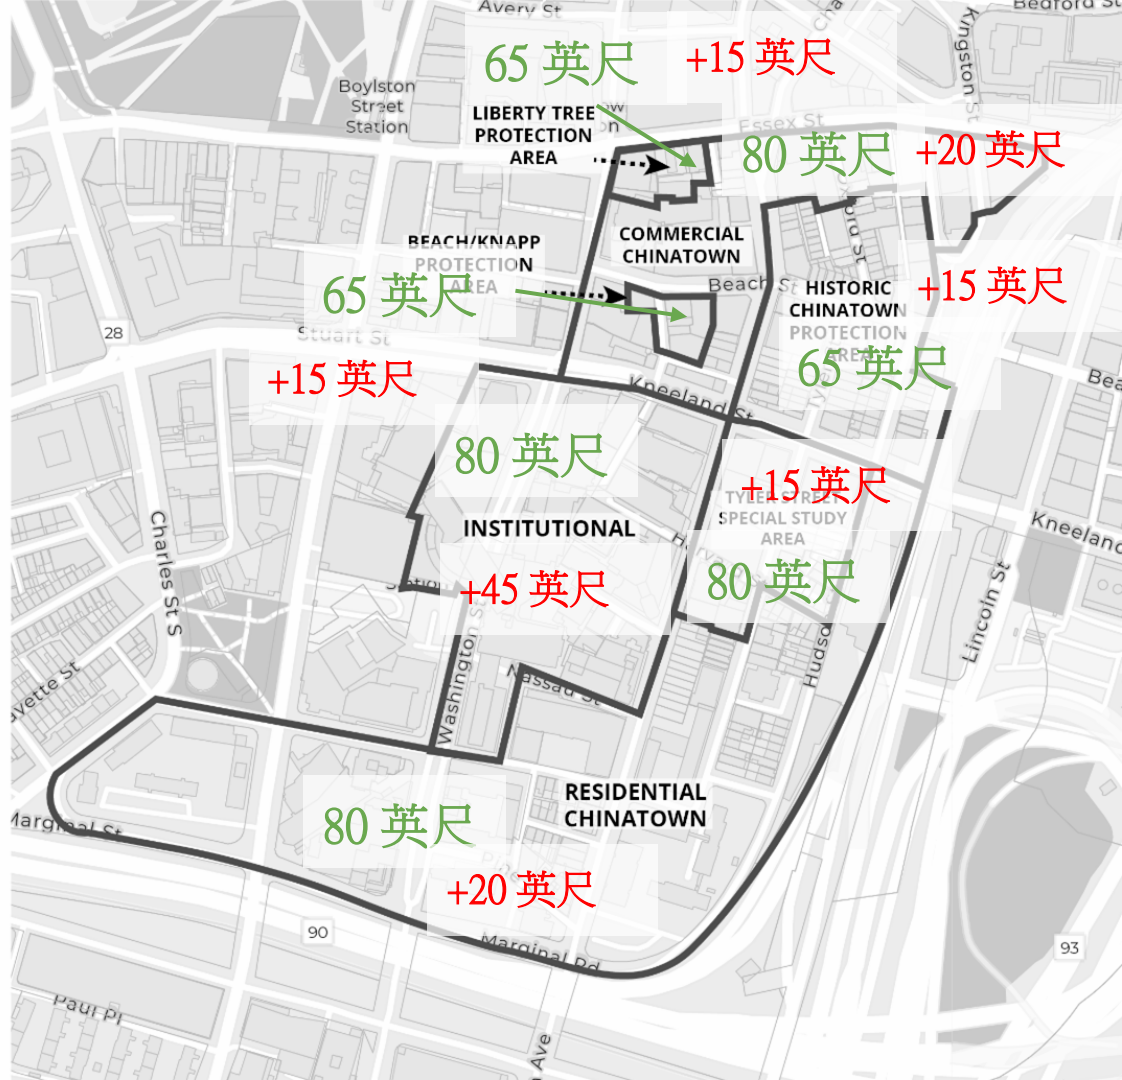 Avery St
Bedford St
Kingston St
65 英尺
+15 英尺
Boylston
Street
Station
LIBERTY TREE
PROTECTION
AREA
Essex St
80 英尺
+20 英尺
COMMERCIAL
CHINATOWN
BEACH/KNAPP
PROTECTION
AREA
65 英尺
+15 英尺
Beach St
HISTORIC
CHINATOWN
PROTECTION
AREA
65 英尺
+15 英尺
28
Stuart St
Kneeland St
80 英尺
INSTITUTIONAL
+45 英尺
+15 英尺
TYLER STREET
SPECIAL STUDY
AREA
80 英尺
Kneeland
Charles St S
Lincoln St
Hudso
Washington St
Nassau St
ayette St
RESIDENTIAL
CHINATOWN
80 英尺
+20 英尺
Marginal St
90
Marginal Rd
93
Paul Pl
Ave